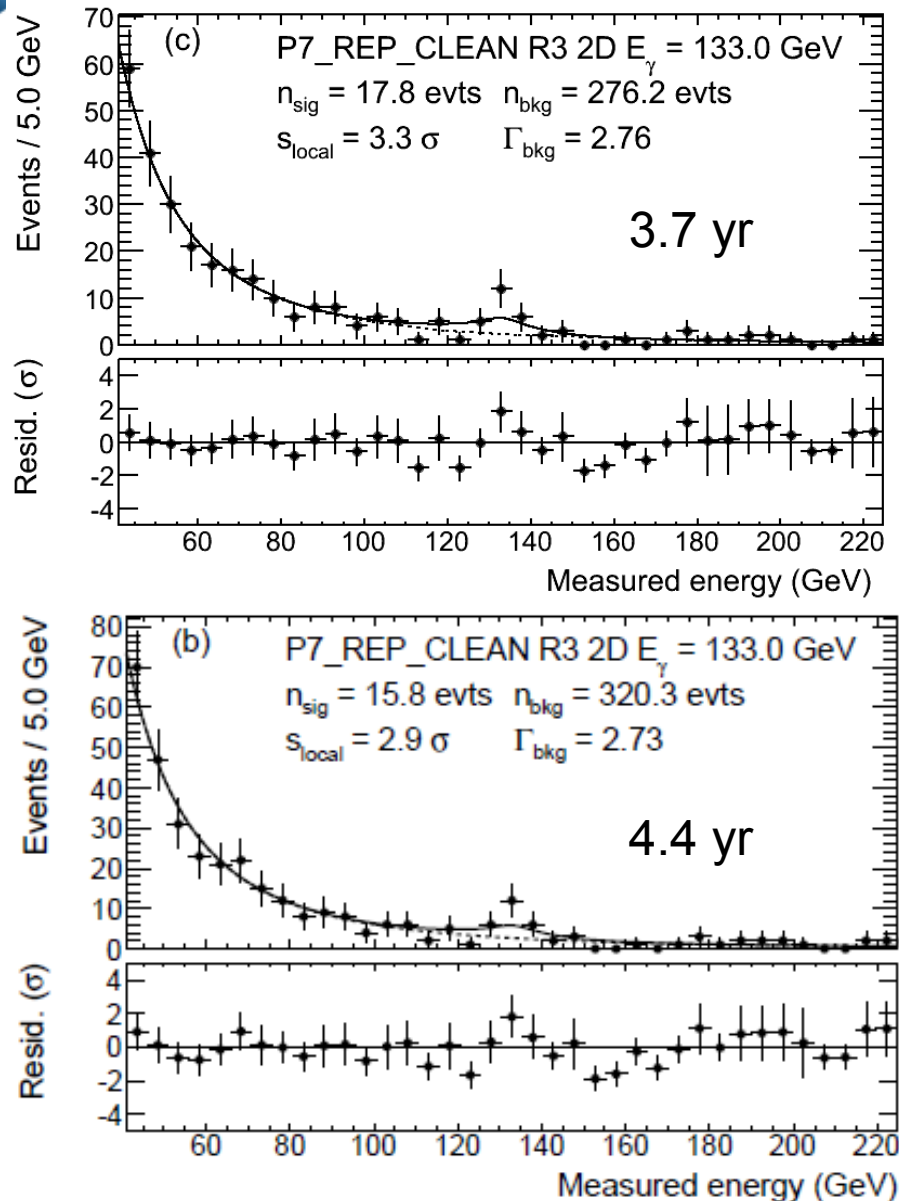 (c) P7_REP_CLEAN R3 2D Eγ = 133.0 GeV
nsig = 17.8 evts nbkg = 276.2 evts
slocal = 3.3 σ Γbkg = 2.76
3.7 yr
Events / 5.0 GeV
70
60
50
40
30
20
10
0
Resid. (σ)
4
2
0
-2
-4
60 80 100 120 140 160 180 200 220
Measured energy (GeV)
(b) P7_REP_CLEAN R3 2D Eγ = 133.0 GeV
nsig = 15.8 evts nbkg = 320.3 evts
slocal = 2.9 σ Γbkg = 2.73
4.4 yr
Events / 5.0 GeV
80
70
60
50
40
30
20
10
0
Resid. (σ)
4
2
0
-2
-4
60 80 100 120 140 160 180 200 220
Measured energy (GeV)